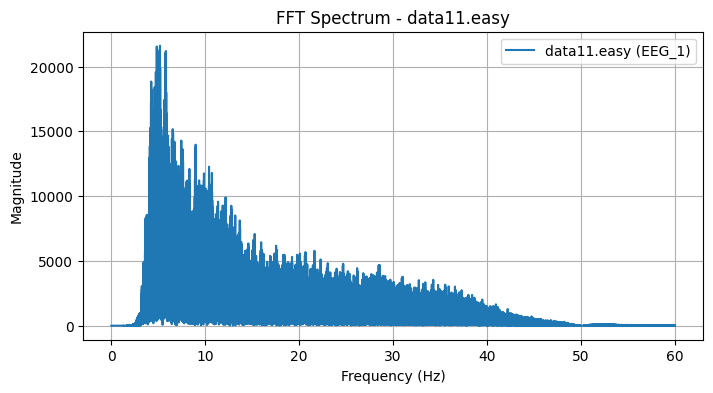 FFT Spectrum - data11.easy
data11.easy (EEG_1)
Magnitude
20000
15000
10000
5000
0
0 10 20 30 40 50 60
Frequency (Hz)